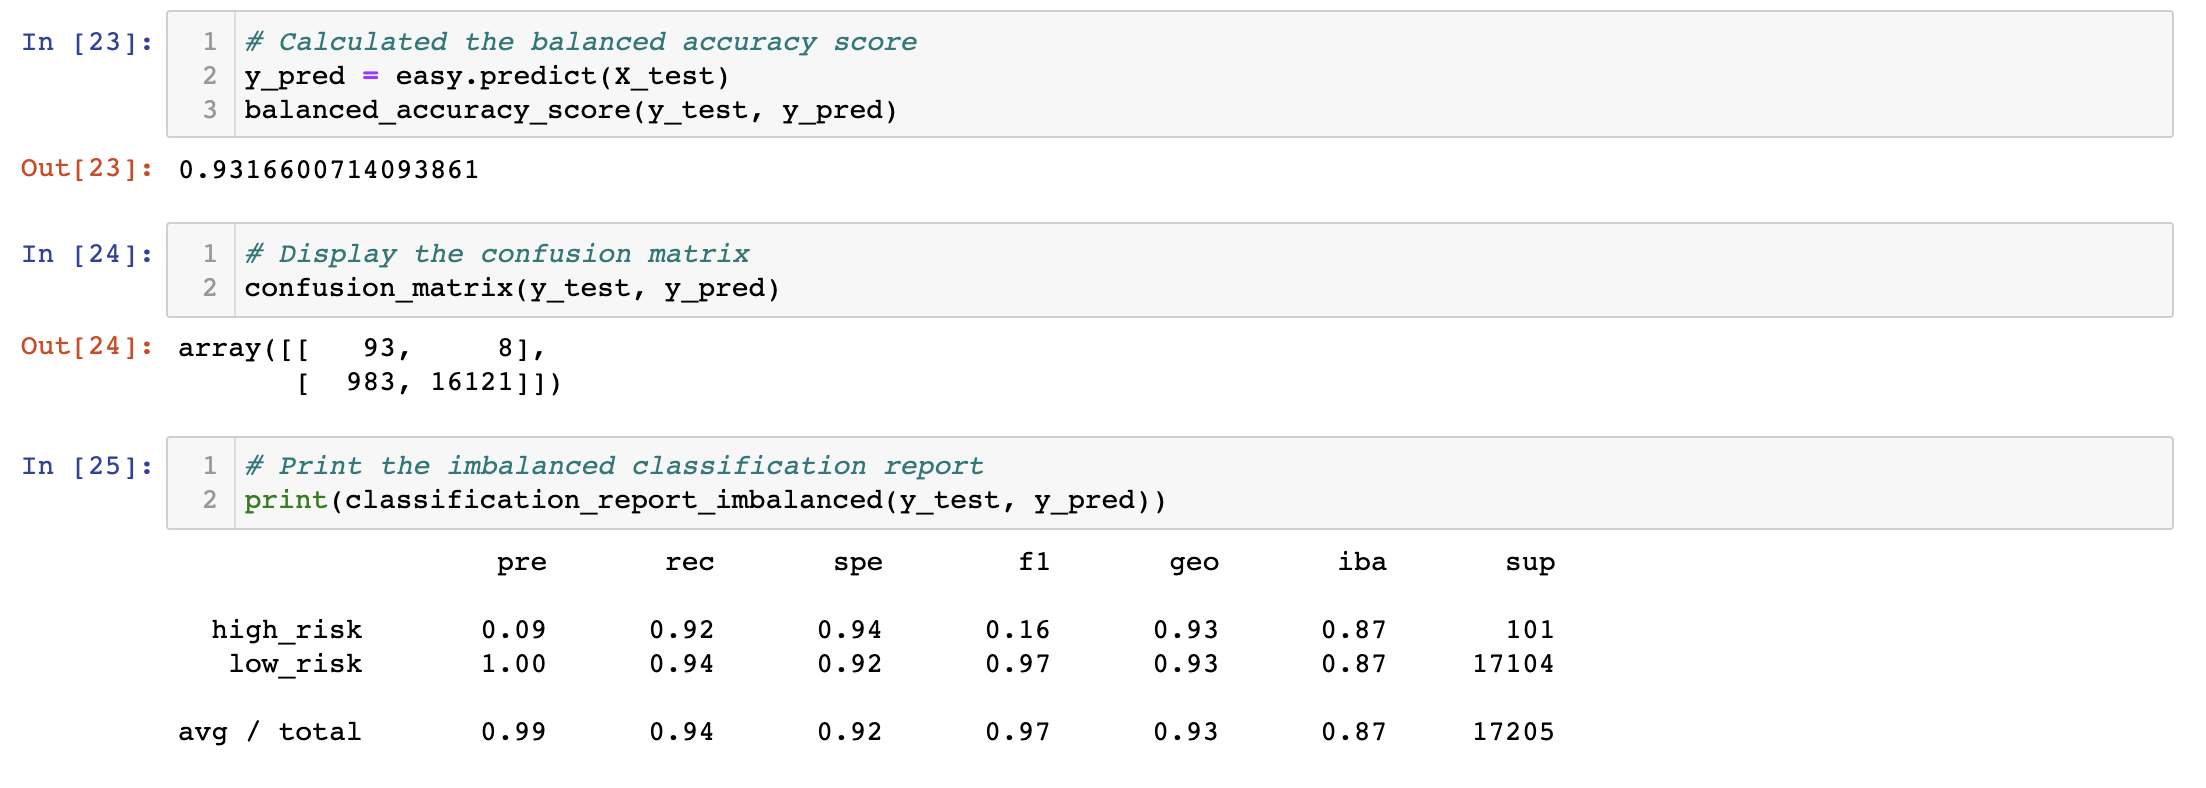 In [23]: 1 # Calculated the balanced accuracy score
2 y_pred = easy.predict(X_test)
3 balanced_accuracy_score(y_test, y_pred)
Out[23]: 0.9316600714093861
In [24]: 1 # Display the confusion matrix
2 confusion_matrix(y_test, y_pred)
Out[24]: array([[   93,     8],
       [  983, 16121]])
In [25]: 1 # Print the imbalanced classification report
2 print(classification_report_imbalanced(y_test, y_pred))
pre rec spe f1 geo iba sup
high_risk 0.09 0.92 0.94 0.16 0.93 0.87 101
low_risk 1.00 0.94 0.92 0.97 0.93 0.87 17104
avg / total 0.99 0.94 0.92 0.97 0.93 0.87 17205